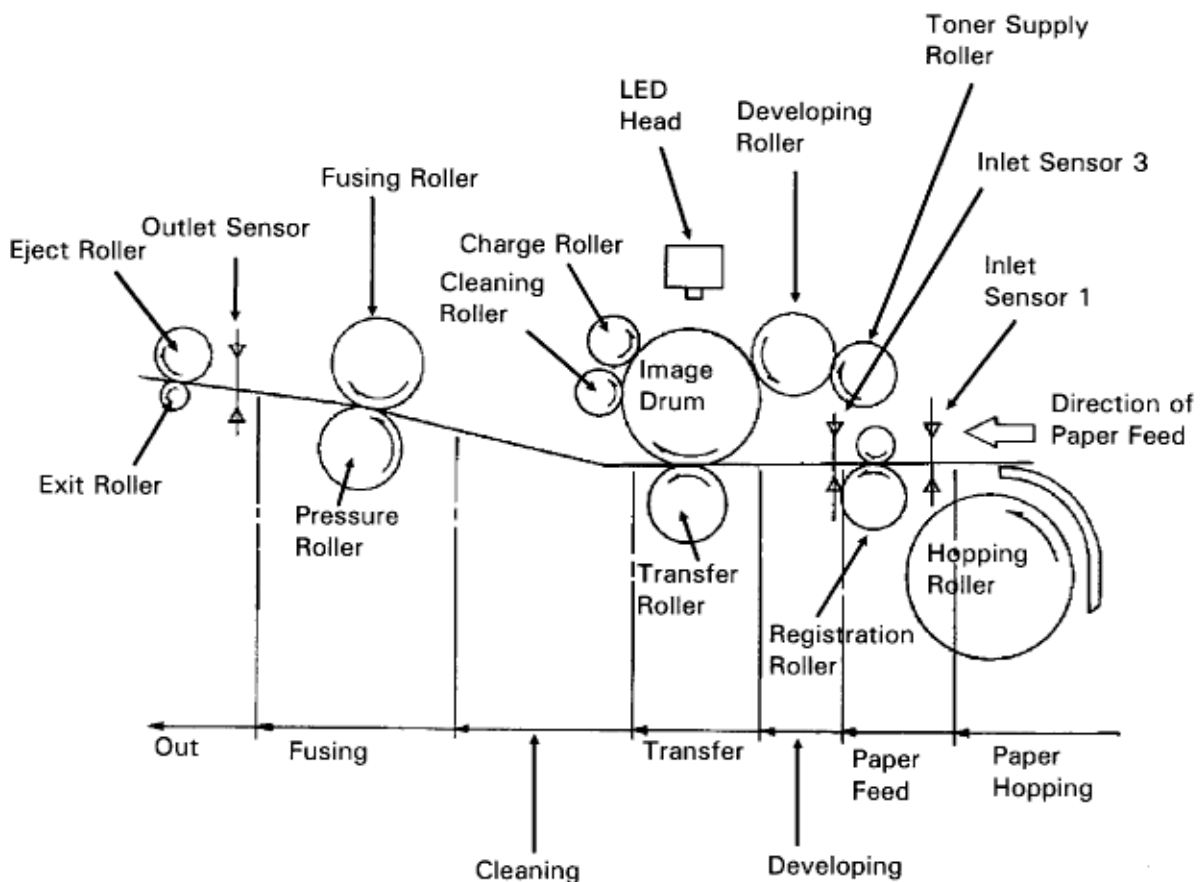 Toner Supply
Roller
LED
Head
Developing
Roller
Inlet Sensor 3
Fusing Roller
Outlet Sensor
Charge Roller
Eject Roller
Cleaning
Roller
Inlet
Sensor 1
Image
Drum
Direction of
Paper Feed
Exit Roller
Pressure
Roller
Transfer
Roller
Hopping
Roller
Registration
Roller
Out
Fusing
Transfer
Paper
Feed
Paper
Hopping
Cleaning
Developing